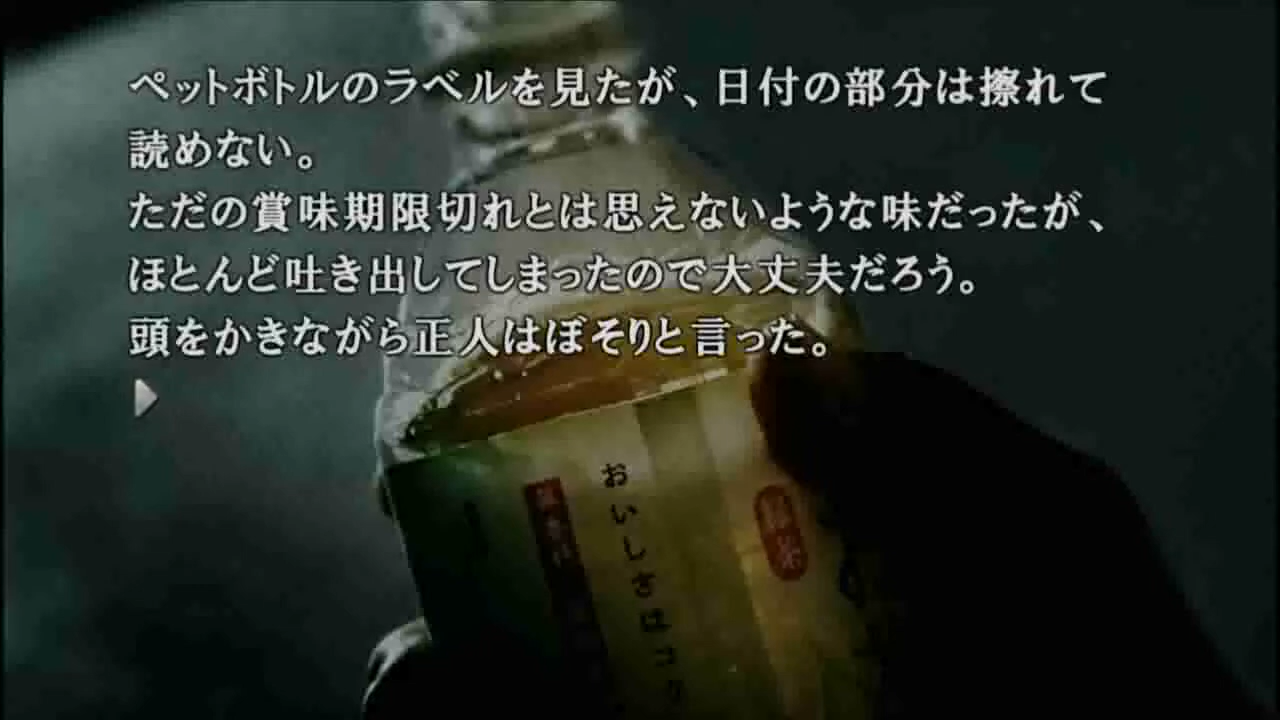 ペットボトルのラベルを見たが、日付の部分は擦れて
読めない。
ただの賞味期限切れとは思えないような味だったが、
ほとんど吐き出してしまったので大丈夫だろう。
頭をかきながら正人はぼそりと言った。
おいしさはコク
緑茶